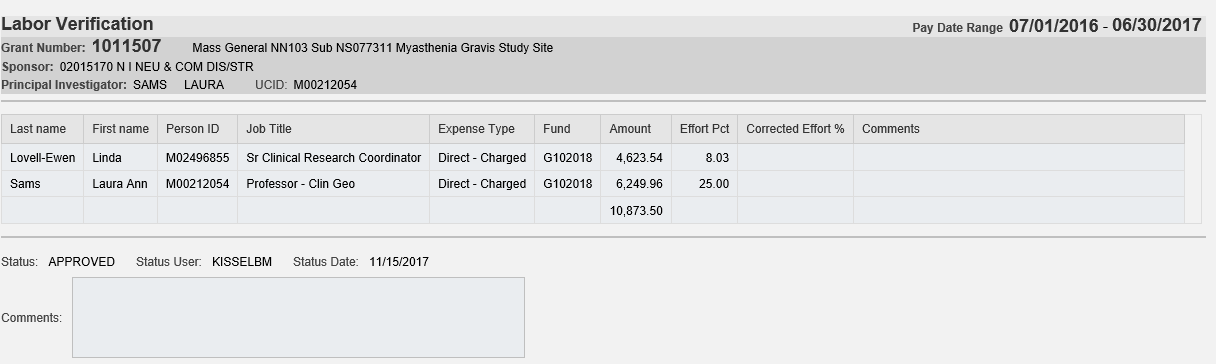 Labor Verification Pay Date Range 07/01/2016 - 06/30/2017
Grant Number: 1011507 Mass General NN103 Sub NS077311 Myasthenia Gravis Study Site
Sponsor: 02015170 N I NEU & COM DIS/STR
Principal Investigator: SAMS LAURA UCID: M00212054
Last name First name Person ID Job Title Expense Type Fund Amount Effort Pct Corrected Effort % Comments
Lovell-Ewen Linda M02496855 Sr Clinical Research Coordinator Direct - Charged G102018 4,623.54 8.03
Sams Laura Ann M00212054 Professor - Clin Geo Direct - Charged G102018 6,249.96 25.00
10,873.50
Status: APPROVED Status User: KISSELBM Status Date: 11/15/2017
Comments: